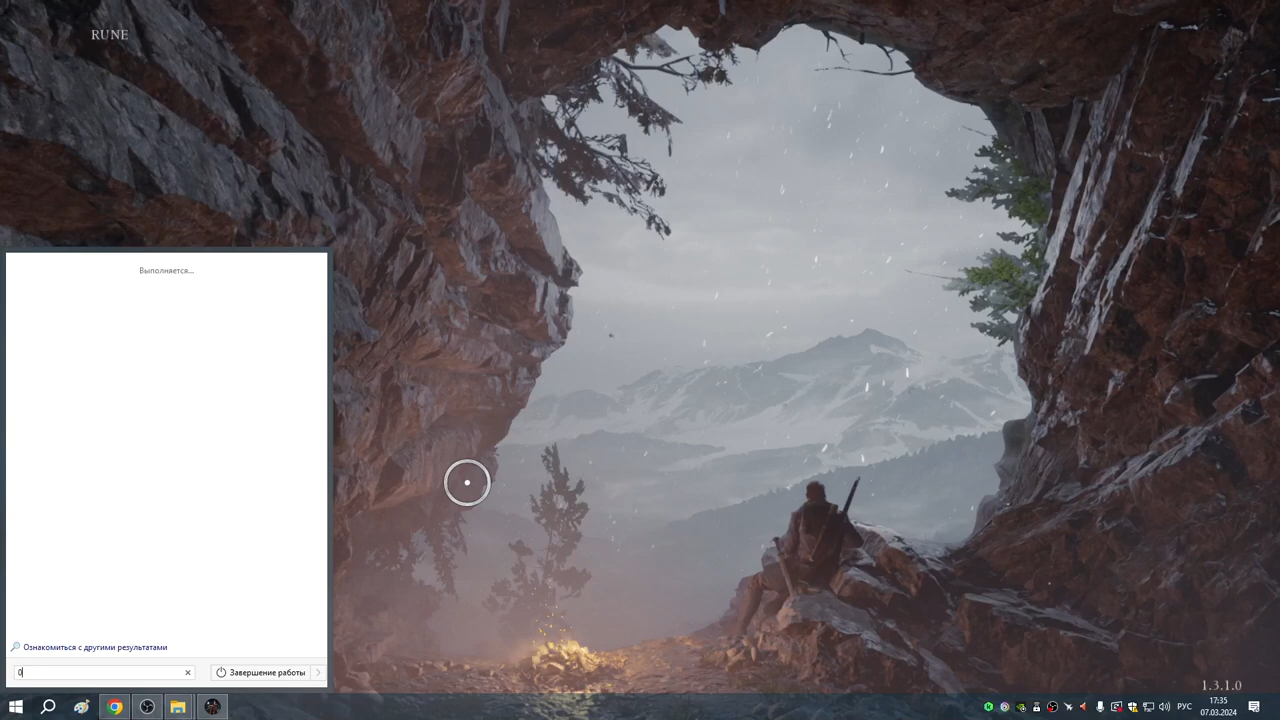 RUNE
Выполняется...
Ознакомиться с другими результатами
0
Завершение работы
1.3.1.0
РУС
17:35
07.03.2024